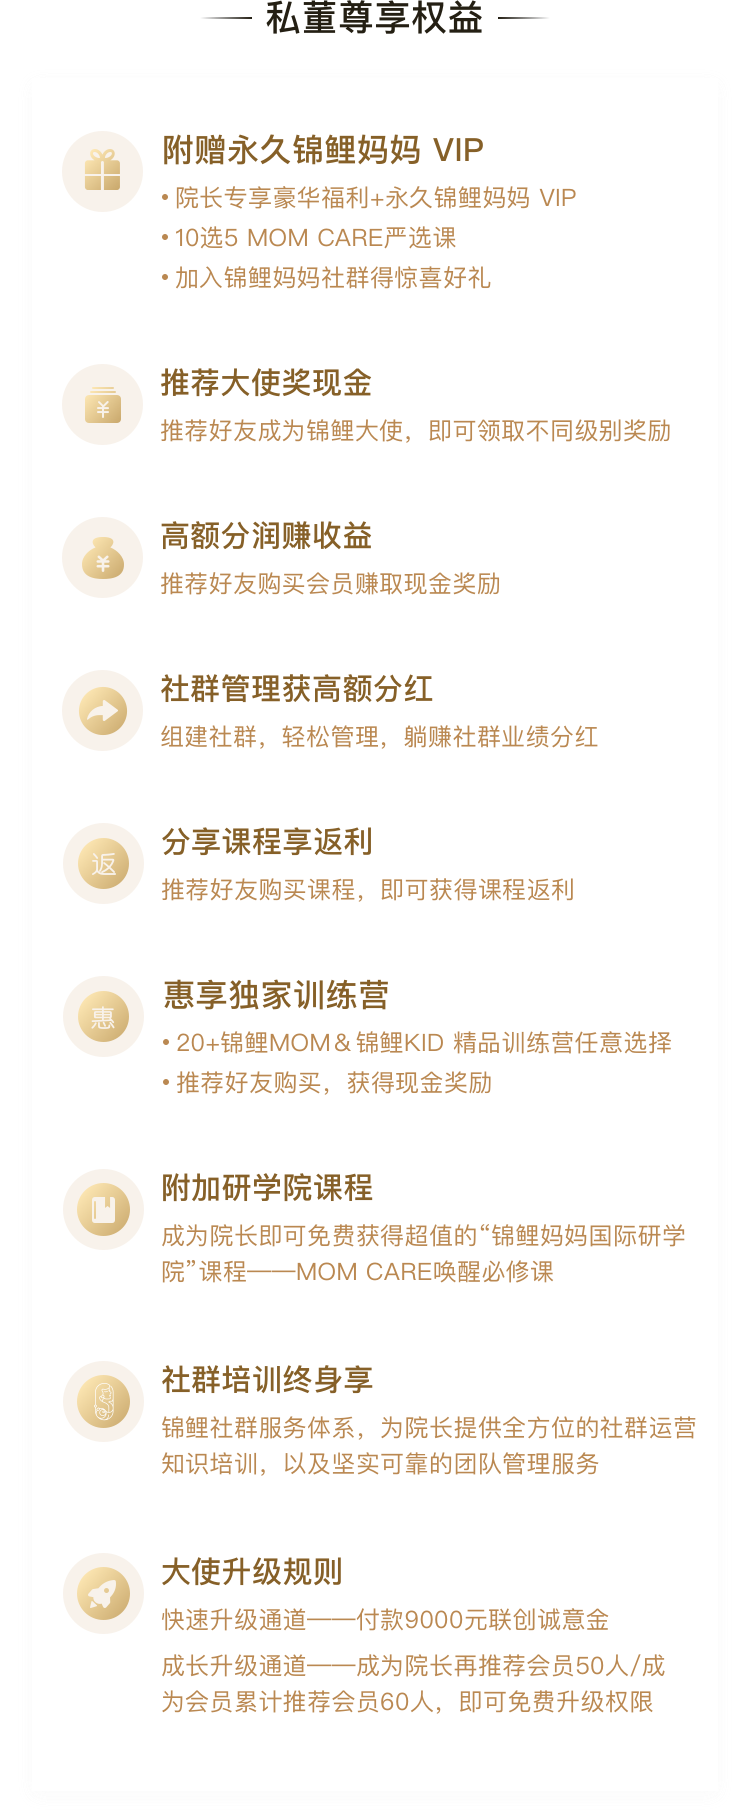 私董尊享权益
附赠永久锦鲤妈妈 VIP
• 院长专享豪华福利+永久锦鲤妈妈 VIP
• 10选5 MOM CARE严选课
• 加入锦鲤妈妈社群得惊喜好礼
推荐大使奖现金
推荐好友成为锦鲤大使，即可领取不同级别奖励
高额分润赚收益
推荐好友购买会员赚取现金奖励
社群管理获高额分红
组建社群，轻松管理，躺赚社群业绩分红
返
分享课程享返利
推荐好友购买课程，即可获得课程返利
惠
惠享独家训练营
• 20+锦鲤MOM＆锦鲤KID 精品训练营任意选择
• 推荐好友购买，获得现金奖励
附加研学院课程
成为院长即可免费获得超值的“锦鲤妈妈国际研学
院”课程——MOM CARE唤醒必修课
社群培训终身享
锦鲤社群服务体系，为院长提供全方位的社群运营
知识培训，以及坚实可靠的团队管理服务
大使升级规则
快速升级通道——付款9000元联创诚意金
成长升级通道——成为院长再推荐会员50人/成
为会员累计推荐会员60人，即可免费升级权限